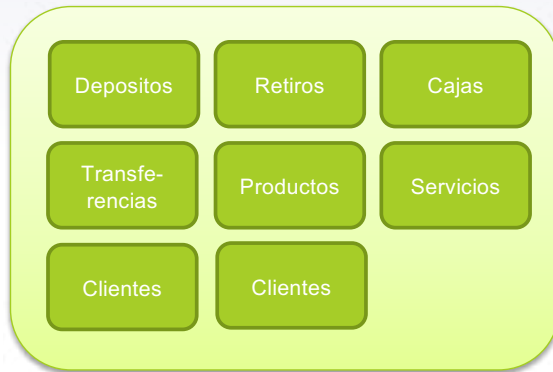 Depositos
Retiros
Cajas
Transfe-
rencias
Productos
Servicios
Clientes
Clientes